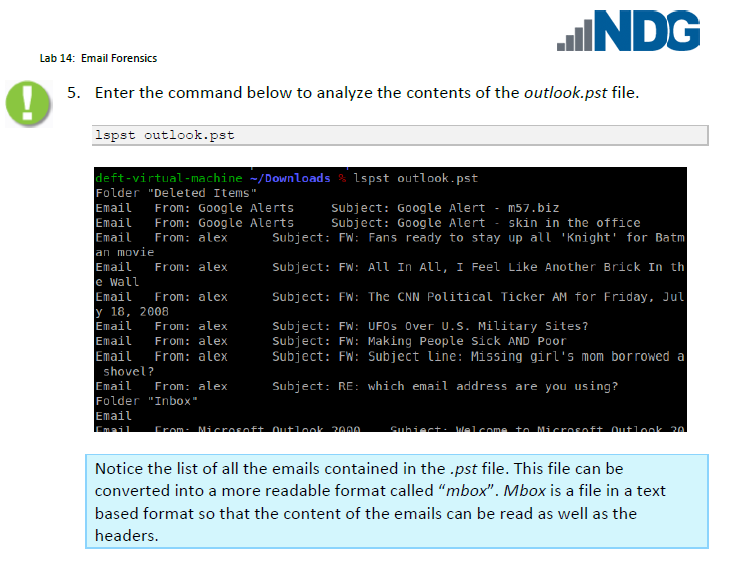 NDG
Lab 14: Email Forensics
5. Enter the command below to analyze the contents of the outlook.pst file.
lspst outlook.pst
deft-virtual-machine ~/Downloads % lspst outlook.pst
Folder "Deleted Items"
Email From: Google Alerts Subject: Google Alert - m57.biz
Email From: Google Alerts Subject: Google Alert - skin in the office
Email From: alex Subject: FW: Fans ready to stay up all 'Knight' for Batm
an movie
Email From: alex Subject: FW: All In All, I Feel Like Another Brick In th
e Wall
Email From: alex Subject: FW: The CNN Political Ticker AM for Friday, Jul
y 18, 2008
Email From: alex Subject: FW: UFOs Over U.S. Military Sites?
Email From: alex Subject: FW: Making People Sick AND Poor
Email From: alex Subject: FW: Subject line: Missing girl's mom borrowed a
shovel?
Email From: alex Subject: RE: which email address are you using?
Folder "Inbox"
Email
Email From: Microsoft Outlook 2000 Subject: Welcome to Microsoft Outlook 20
Notice the list of all the emails contained in the .pst file. This file can be
converted into a more readable format called “mbox”. Mbox is a file in a text
based format so that the content of the emails can be read as well as the
headers.